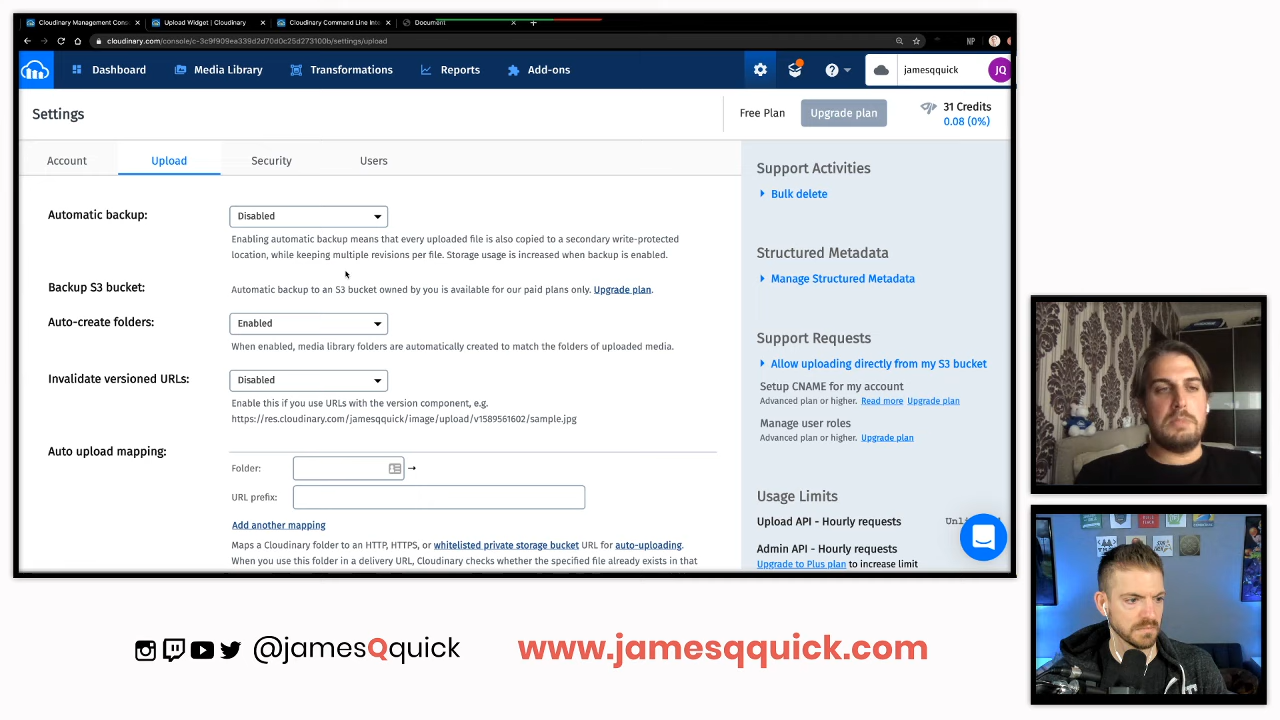 Cloudinary Management Cons
Upload Widget | Cloudinary
Cloudinary Command Line Inte
Document
cloudinary.com/console/c-3c9f909ea339d2d70d0c25d273100b/settings/upload
NP
Dashboard
Media Library
Transformations
Reports
Add-ons
jamesqquick
JQ
Settings
Free Plan
Upgrade plan
31 Credits
0.08 (0%)
Account
Upload
Security
Users
Automatic backup:
Disabled
Enabling automatic backup means that every uploaded file is also copied to a secondary write-protected
location, while keeping multiple revisions per file. Storage usage is increased when backup is enabled.
Backup S3 bucket:
Automatic backup to an S3 bucket owned by you is available for our paid plans only. Upgrade plan.
Auto-create folders:
Enabled
When enabled, media library folders are automatically created to match the folders of uploaded media.
Invalidate versioned URLs:
Disabled
Enable this if you use URLs with the version component, e.g.
https://res.cloudinary.com/jamesqquick/image/upload/v1589561602/sample.jpg
Auto upload mapping:
Folder:
→
URL prefix:
Add another mapping
Maps a Cloudinary folder to an HTTP, HTTPS, or whitelisted private storage bucket URL for auto-uploading.
When you use this folder in a delivery URL, Cloudinary checks whether the specified file already exists in that
Support Activities
Bulk delete
Structured Metadata
Manage Structured Metadata
Support Requests
Allow uploading directly from my S3 bucket
Setup CNAME for my account
Advanced plan or higher. Read more Upgrade plan
Manage user roles
Advanced plan or higher. Upgrade plan
Usage Limits
Upload API - Hourly requests
Admin API - Hourly requests
Upgrade to Plus plan to increase limit
@jamesQquick
www.jamesqquick.com